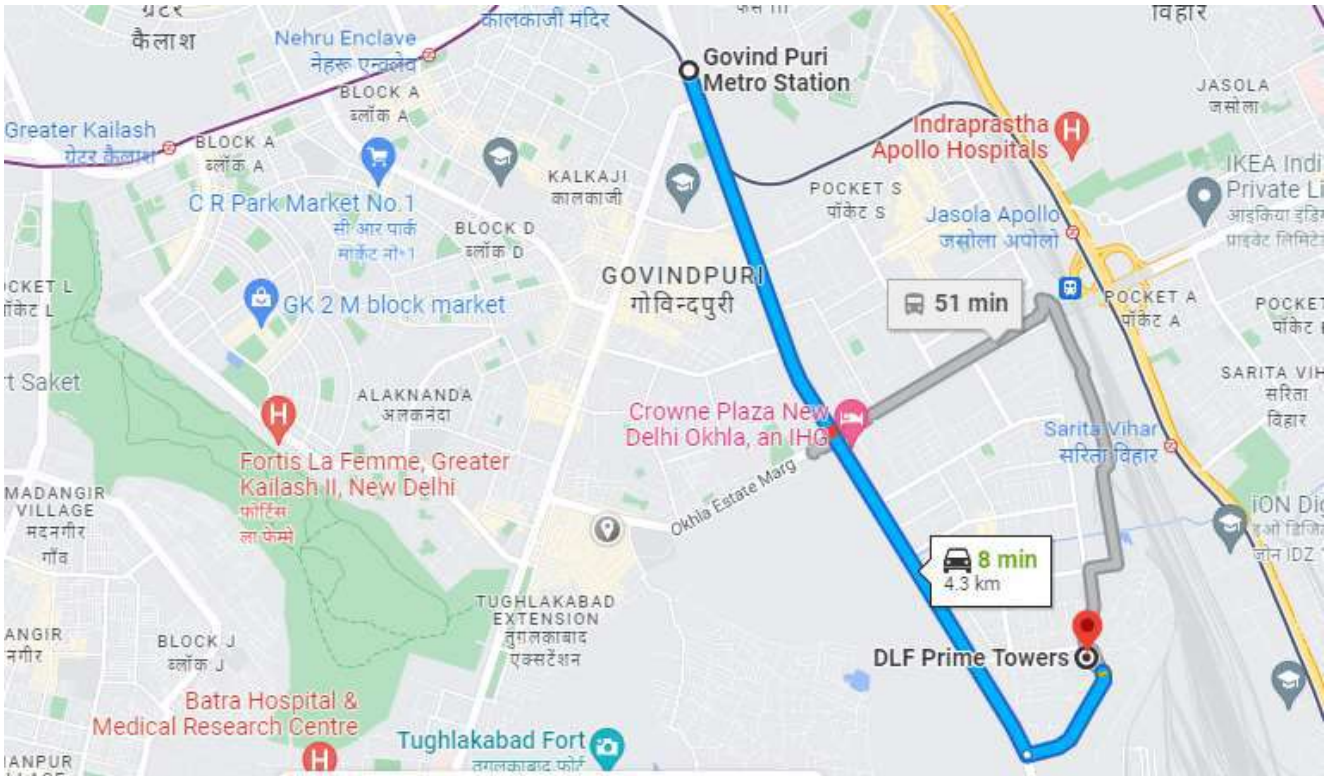 ग्रेटर
कैलाश
कालकाजी मंदिर
विहार
Nehru Enclave
नेहरू एन्क्लेव
Govind Puri
Metro Station
BLOCK A
ब्लॉक A
JASOLA
जसोला
Greater Kailash
ग्रेटर कैलाश
BLOCK A
ब्लॉक A
Indraprastha
Apollo Hospitals
KALKAJI
कालकाजी
POCKET S
पॉकेट S
IKEA Indi
Private Li
आइकिया इंडि
प्राइवेट लिमिटे
C R Park Market No.1
सी आर पार्क
मार्केट नो॰1
BLOCK D
ब्लॉक D
Jasola Apollo
जसोला अपोलो
GOVINDPURI
गोविन्दपुरी
OCKET L
पॉकेट L
GK 2 M block market
51 min
POCKET A
पॉकेट A
POCKET
पॉकेट
t Saket
ALAKNANDA
अलकनंदा
SARITA VIH
सरिता
विहार
Crowne Plaza New
Delhi Okhla, an IHG
Sarita Vihar
सरिता विहार
Fortis La Femme, Greater
Kailash II, New Delhi
फोर्टिस
ला फेम्मे
Okhla Estate Marg
MADANGIR
VILLAGE
मदनगीर
गाँव
iON Dig
जोन IDZ
8 min
4.3 km
TUGHLAKABAD
EXTENSION
तुगलकाबाद
एक्सटेंशन
ANGIR
नगीर
BLOCK J
ब्लॉक J
DLF Prime Towers
Batra Hospital &
Medical Research Centre
Tughlakabad Fort
तुगलकाबाद फोर्ट
ANPUR